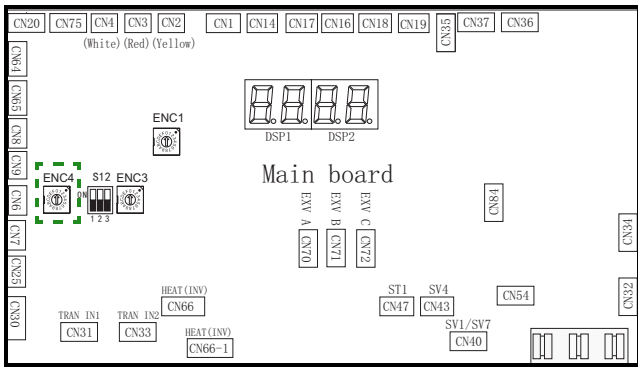 CN20 CN75 CN4 CN3 CN2 CN1 CN14 CN17 CN16 CN18 CN19 CN35 CN37 CN36
(White) (Red) (Yellow)
CN64
CN65
CN8
CN9
CN6
CN7
CN25
CN30
ENC1
DSP1 DSP2
Main board
ENC4 S12 ENC3
ON
1 2 3
EXV A EXV B EXV C
CN70 CN71 CN72
CN84
CN34
CN32
HEAT(INV)
CN66
TRAN IN1 TRAN IN2
CN31 CN33
HEAT(INV)
CN66-1
ST1 SV4
CN47 CN43
CN54
SV1/SV7
CN40